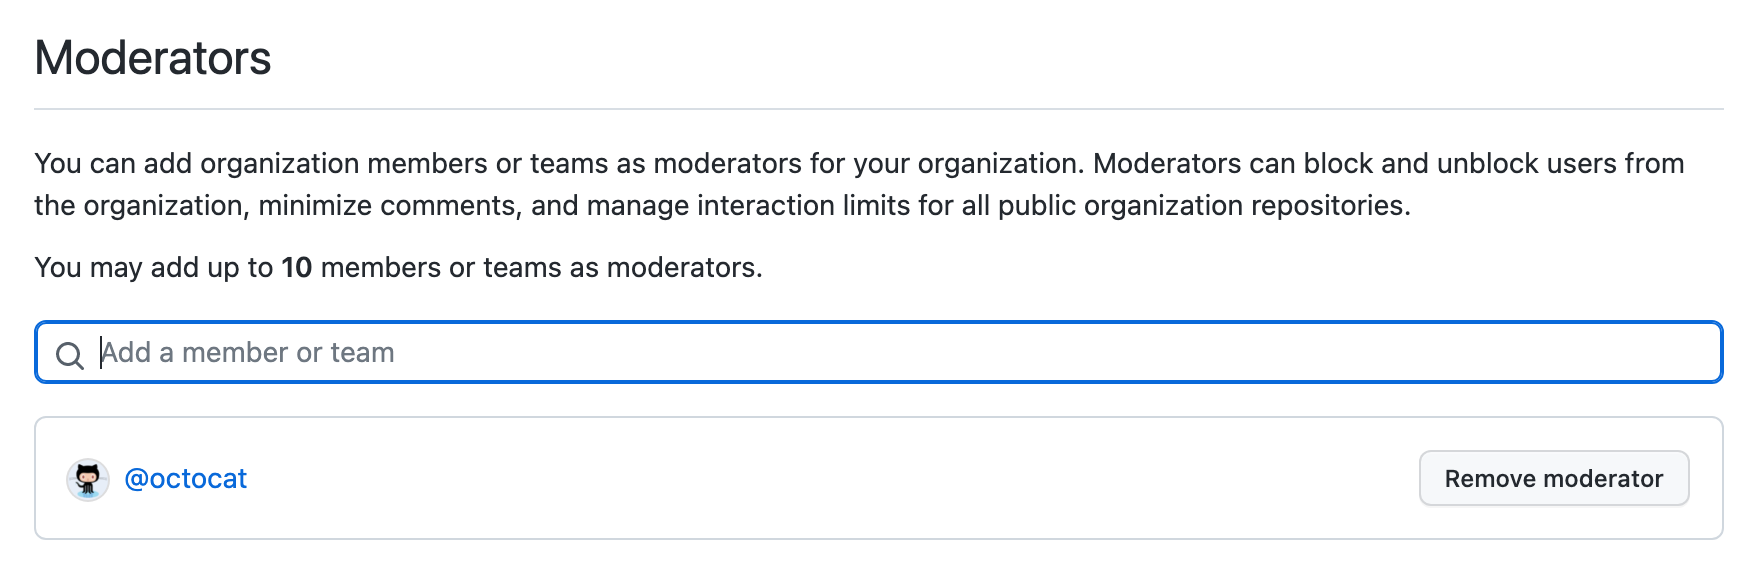 Moderators
You can add organization members or teams as moderators for your organization. Moderators can block and unblock users from
the organization, minimize comments, and manage interaction limits for all public organization repositories.
You may add up to 10 members or teams as moderators.
Add a member or team
@octocat
Remove moderator